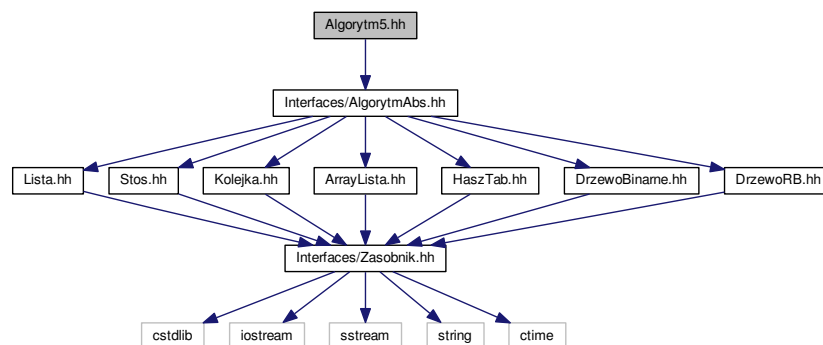 Algorytm5.hh
Interfaces/AlgorytmAbs.hh
Lista.hh
Stos.hh
Kolejka.hh
ArrayLista.hh
HaszTab.hh
DrzewoBinarne.hh
DrzewoRB.hh
Interfaces/Zasobnik.hh
cstdlib
iostream
sstream
string
ctime